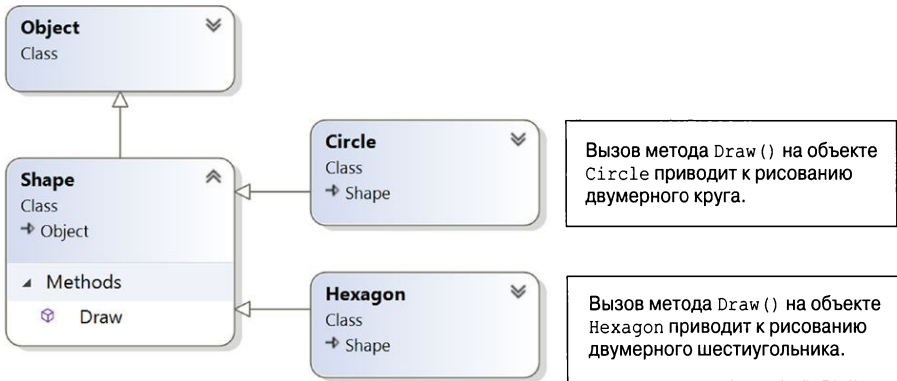 Object
Class
Shape
Class
Object
Methods
Draw
Circle
Class
Shape
Вызов метода Draw() на объекте
Circle приводит к рисованию
двумерного круга.
Hexagon
Class
Shape
Вызов метода Draw() на объекте
Hexagon приводит к рисованию
двумерного шестиугольника.